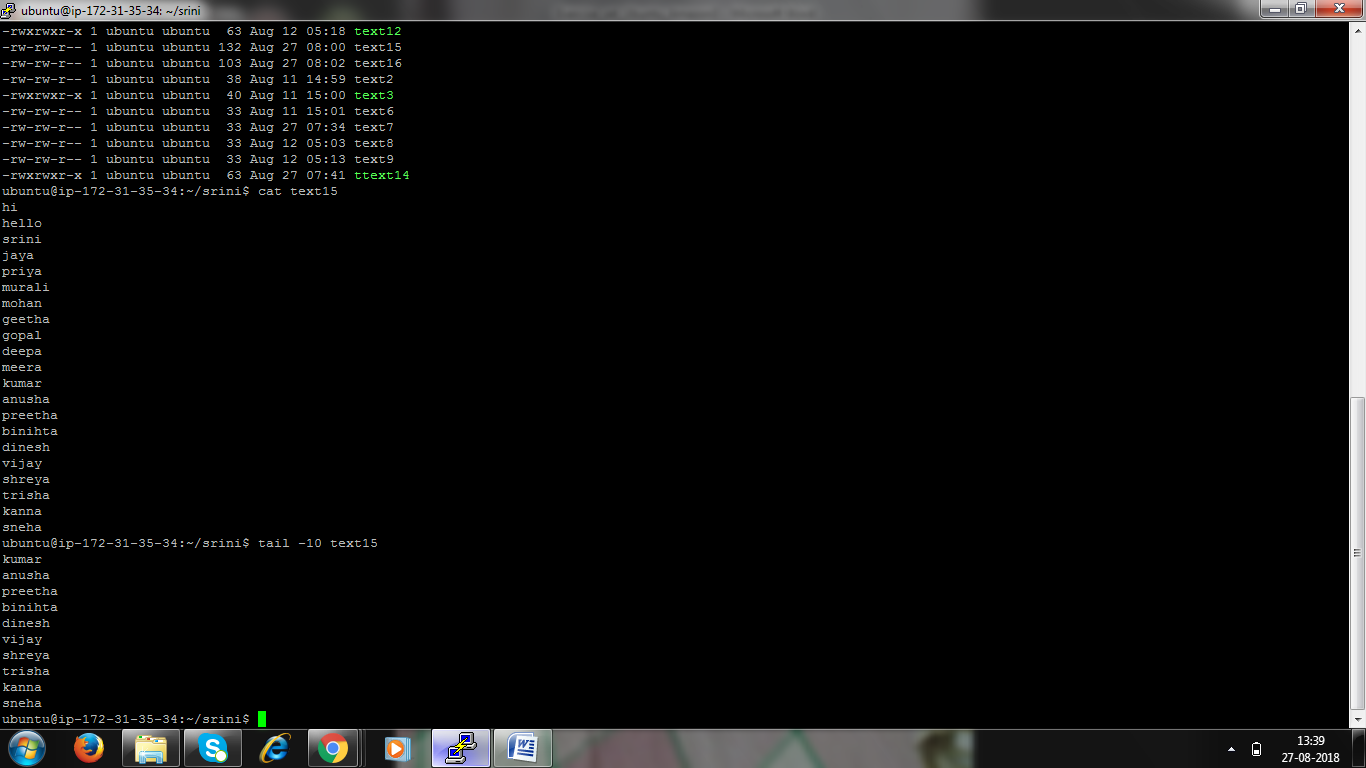 ubuntu@ip-172-31-35-34: ~/srini
-rwxrwxr-x 1 ubuntu ubuntu  63 Aug 12 05:18 text12
-rw-rw-r-- 1 ubuntu ubuntu 132 Aug 27 08:00 text15
-rw-rw-r-- 1 ubuntu ubuntu 103 Aug 27 08:02 text16
-rw-rw-r-- 1 ubuntu ubuntu  38 Aug 11 14:59 text2
-rwxrwxr-x 1 ubuntu ubuntu  40 Aug 11 15:00 text3
-rw-rw-r-- 1 ubuntu ubuntu  33 Aug 11 15:01 text6
-rw-rw-r-- 1 ubuntu ubuntu  33 Aug 27 07:34 text7
-rw-rw-r-- 1 ubuntu ubuntu  33 Aug 12 05:03 text8
-rw-rw-r-- 1 ubuntu ubuntu  33 Aug 12 05:13 text9
-rwxrwxr-x 1 ubuntu ubuntu  63 Aug 27 07:41 ttext14
ubuntu@ip-172-31-35-34:~/srini$ cat text15
hi
hello
srini
jaya
priya
murali
mohan
geetha
gopal
deepa
meera
kumar
anusha
preetha
binihta
dinesh
vijay
shreya
trisha
kanna
sneha
ubuntu@ip-172-31-35-34:~/srini$ tail -10 text15
kumar
anusha
preetha
binihta
dinesh
vijay
shreya
trisha
kanna
sneha
ubuntu@ip-172-31-35-34:~/srini$
13:39
27-08-2018